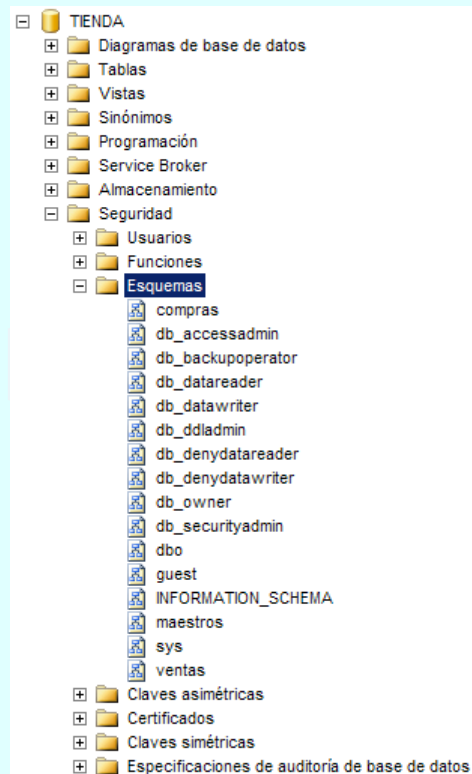 TIENDA
Diagramas de base de datos
Tablas
Vistas
Sinónimos
Programación
Service Broker
Almacenamiento
Seguridad
Usuarios
Funciones
Esquemas
compras
db_accessadmin
db_backupoperator
db_datareader
db_datawriter
db_ddladmin
db_denydatareader
db_denydatawriter
db_owner
db_securityadmin
dbo
guest
INFORMATION_SCHEMA
maestros
sys
ventas
Claves asimétricas
Certificados
Claves simétricas
Especificaciones de auditoría de base de datos